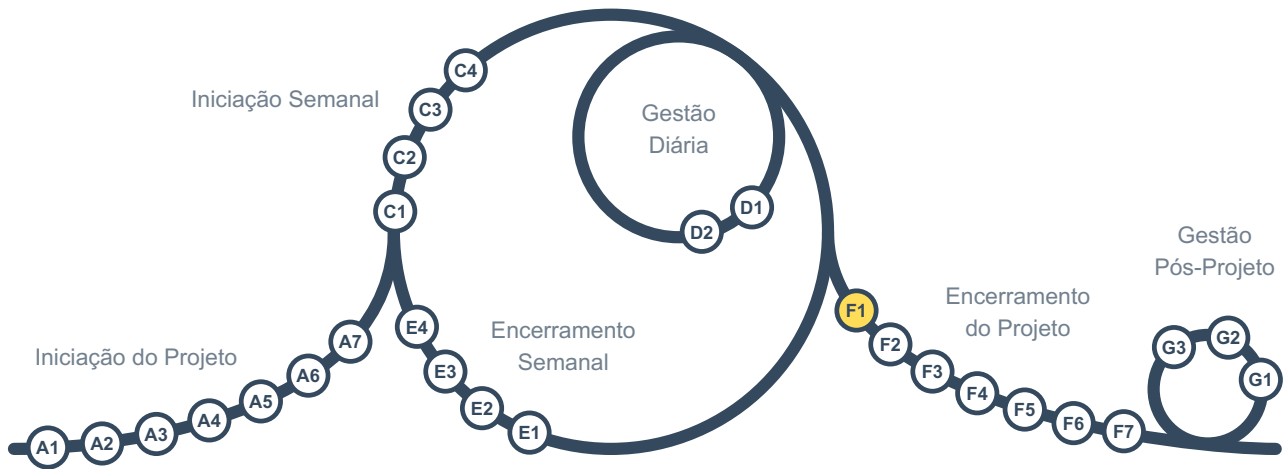 Iniciação do Projeto
A1
A2
A3
A4
A5
A6
A7
Iniciação Semanal
C1
C2
C3
C4
Gestão
Diária
D1
D2
Encerramento
Semanal
E1
E2
E3
E4
Encerramento
do Projeto
F1
F2
F3
F4
F5
F6
F7
Gestão
Pós-Projeto
G1
G2
G3